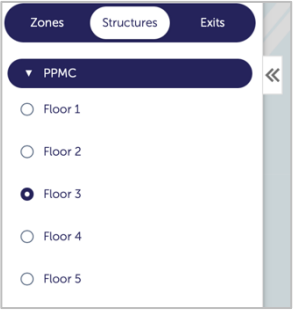 Zones Structures Exits
PPMC
Floor 1
Floor 2
Floor 3
Floor 4
Floor 5